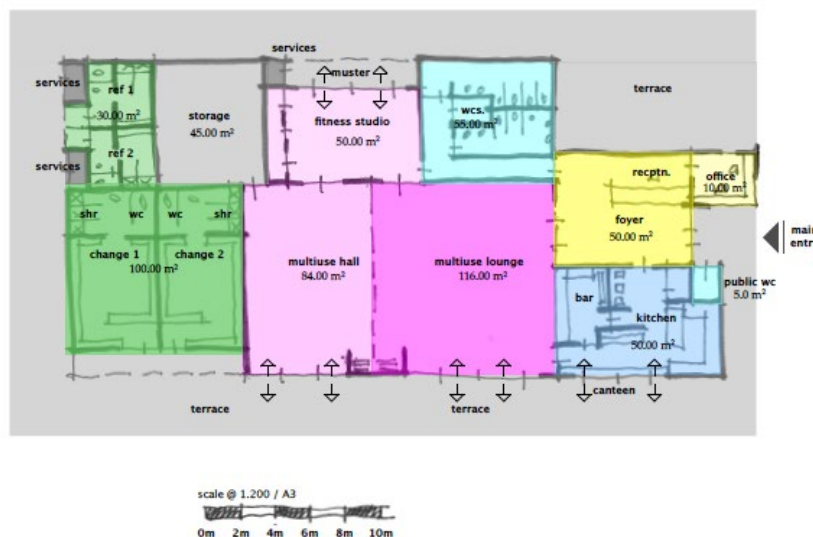 services
muster
services
ref 1
30.00 m²
storage
45.00 m²
fitness studio
50.00 m²
wcs.
55.00 m²
terrace
services
ref 2
recptn.
office
10.00 m²
shr
wc
wc
shr
foyer
50.00 m²
main
entr
change 1
change 2
100.00 m²
multiuse hall
84.00 m²
multiuse lounge
116.00 m²
public wc
5.0 m²
bar
kitchen
50.00 m²
canteen
terrace
terrace
scale @ 1.200 / A3
0m 2m 4m 6m 8m 10m